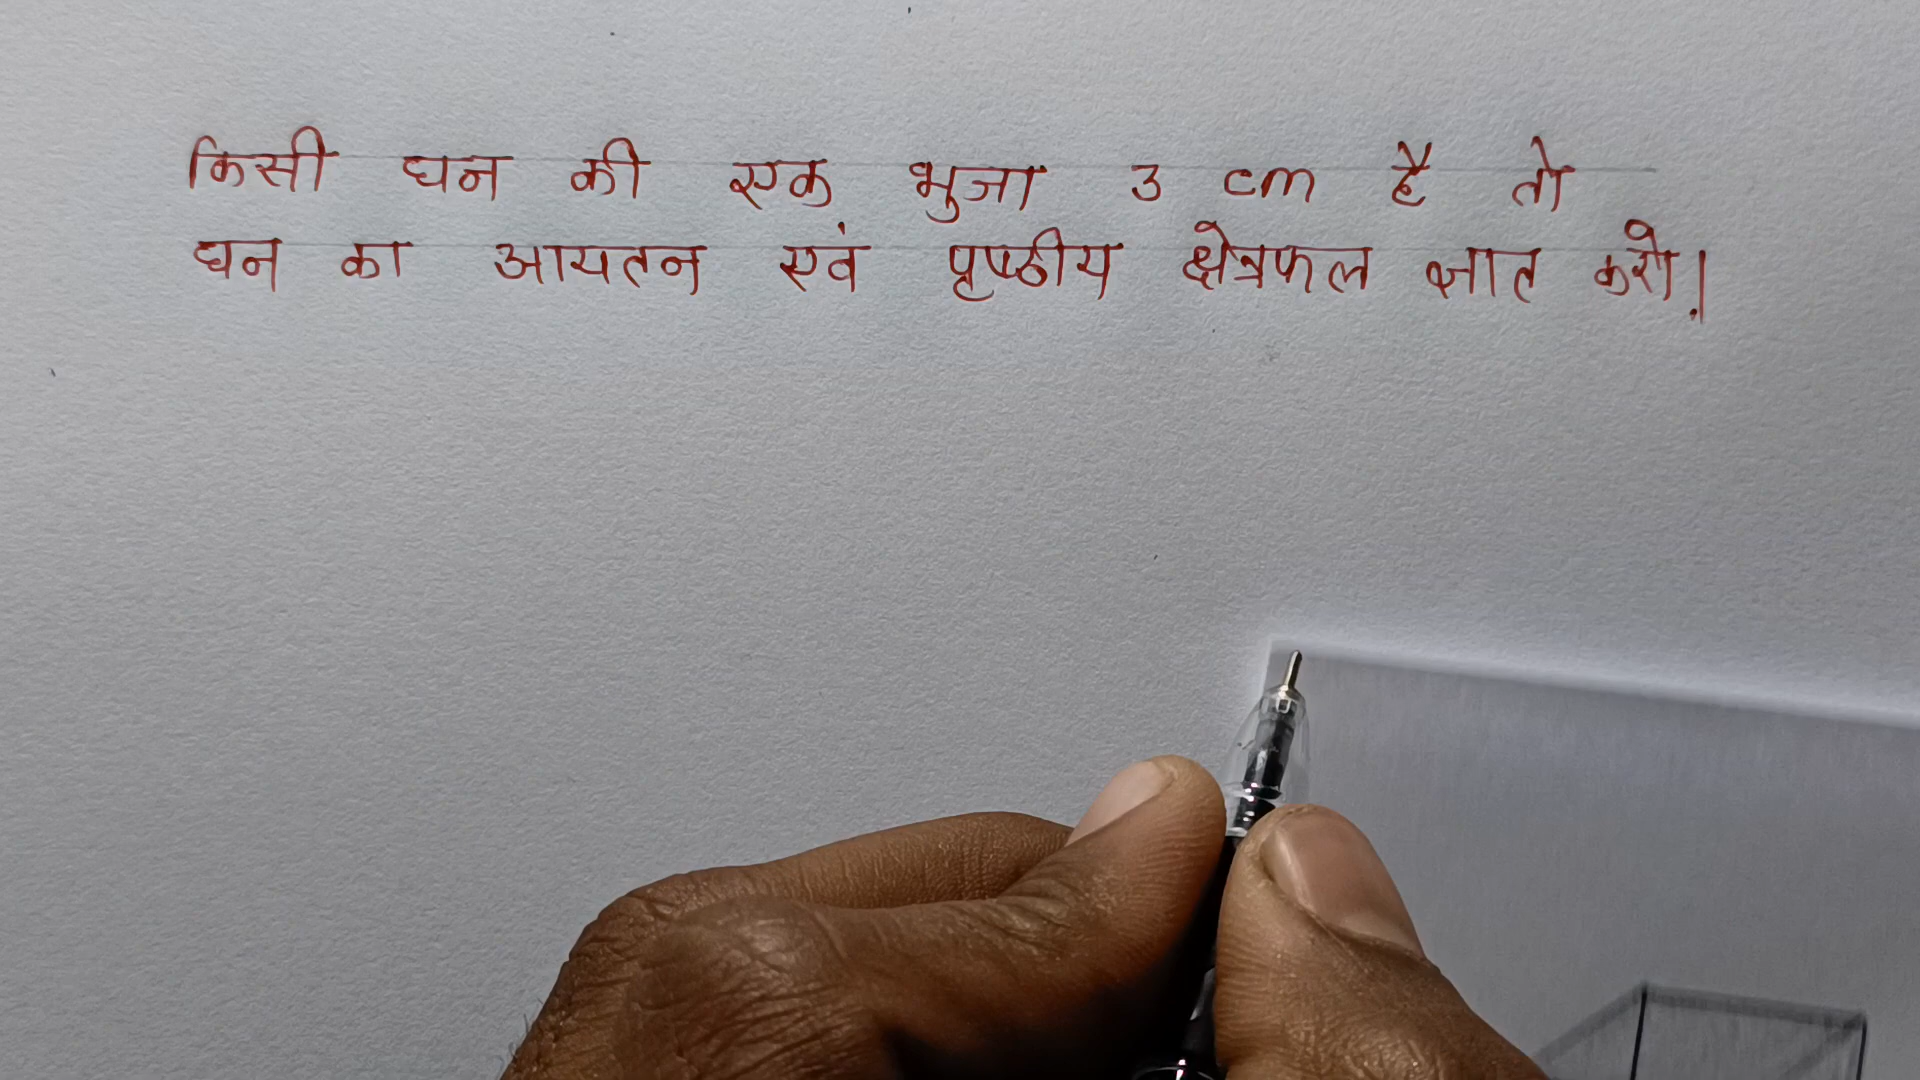 किसी घन की एक भुजा 3 cm है तो
घन का आयतन एवं पृष्ठीय क्षेत्रफल ज्ञात करो।